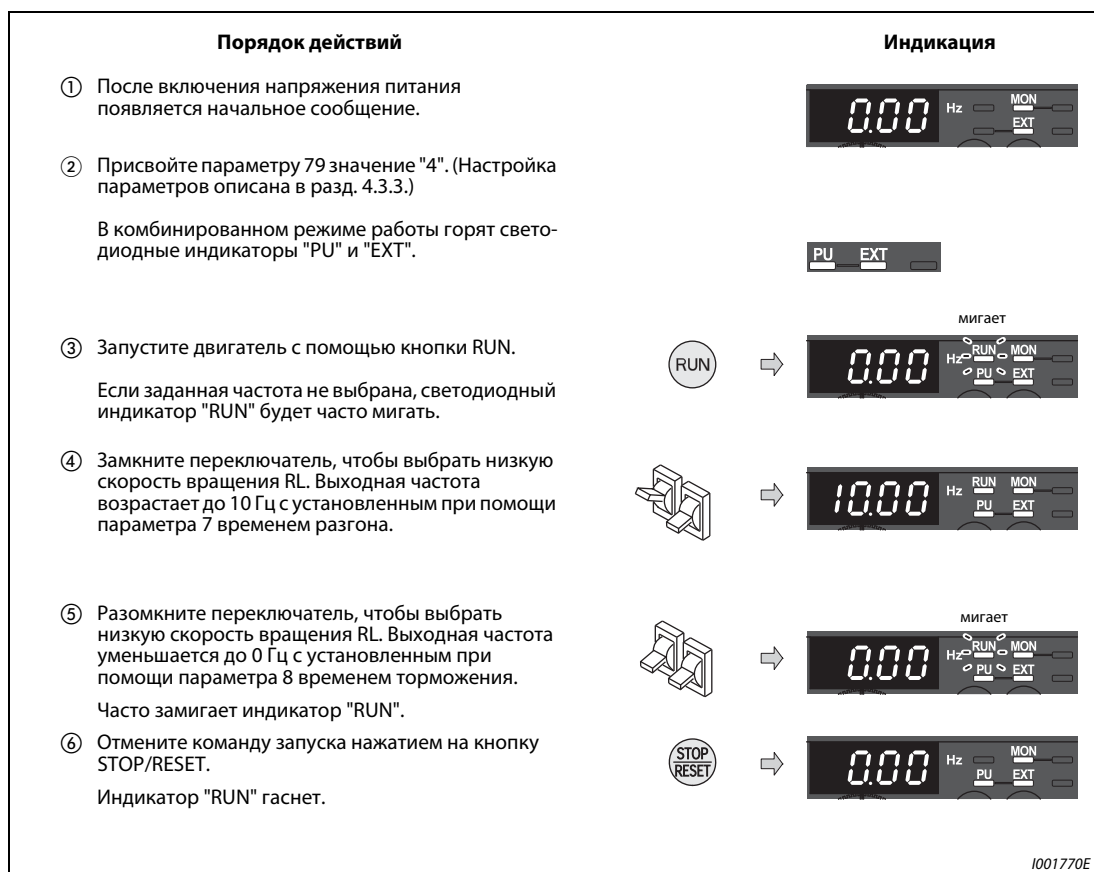 Порядок действий
Индикация
① После включения напряжения питания
появляется начальное сообщение.
0.00 Hz MON
EXT
② Присвойте параметру 79 значение "4". (Настройка
параметров описана в разд. 4.3.3.)
В комбинированном режиме работы горят свето-
диодные индикаторы "PU" и "EXT".
PU EXT
мигает
③ Запустите двигатель с помощью кнопки RUN.
Если заданная частота не выбрана, светодиодный
индикатор "RUN" будет часто мигать.
RUN
0.00 Hz RUN MON
PU EXT
④ Замкните переключатель, чтобы выбрать низкую
скорость вращения RL. Выходная частота
возрастает до 10 Гц с установленным при помощи
параметра 7 временем разгона.
10.00 Hz RUN MON
PU EXT
⑤ Разомкните переключатель, чтобы выбрать
низкую скорость вращения RL. Выходная частота
уменьшается до 0 Гц с установленным при
помощи параметра 8 временем торможения.
Часто замигает индикатор "RUN".
мигает
0.00 Hz RUN MON
PU EXT
⑥ Отмените команду запуска нажатием на кнопку
STOP/RESET.
Индикатор "RUN" гаснет.
STOP
RESET
0.00 Hz MON
PU EXT
I001770E